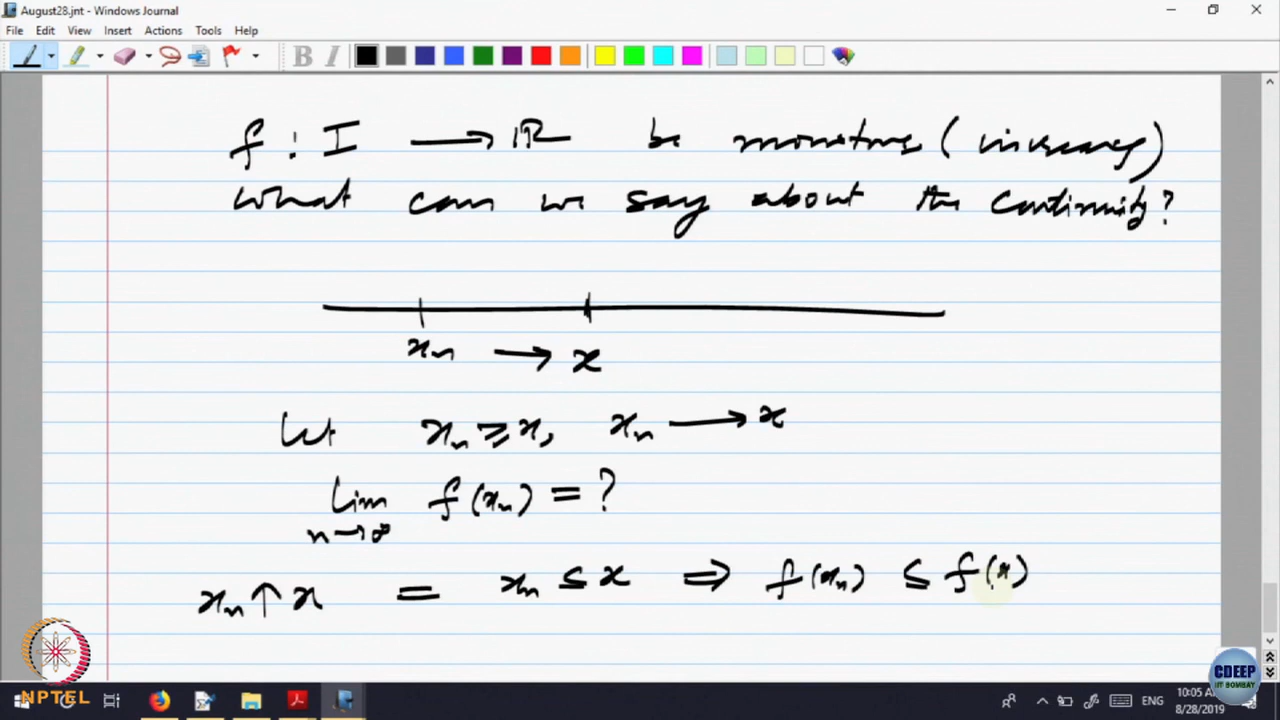 August28.jnt - Windows Journal
File Edit View Insert Actions Tools Help
B I
f : I → ℝ be monotone (increasing)
What can we say about the continuity?
xₙ → x
Let xₙ ≥ x, xₙ → x
lim f(xₙ) = ?
n→∞
xₙ ↑ x = xₙ ≤ x ⇒ f(xₙ) ≤ f(x)
NPTEL
CDEEP
IIT BOMBAY
ENG
10:05 A
8/28/2019